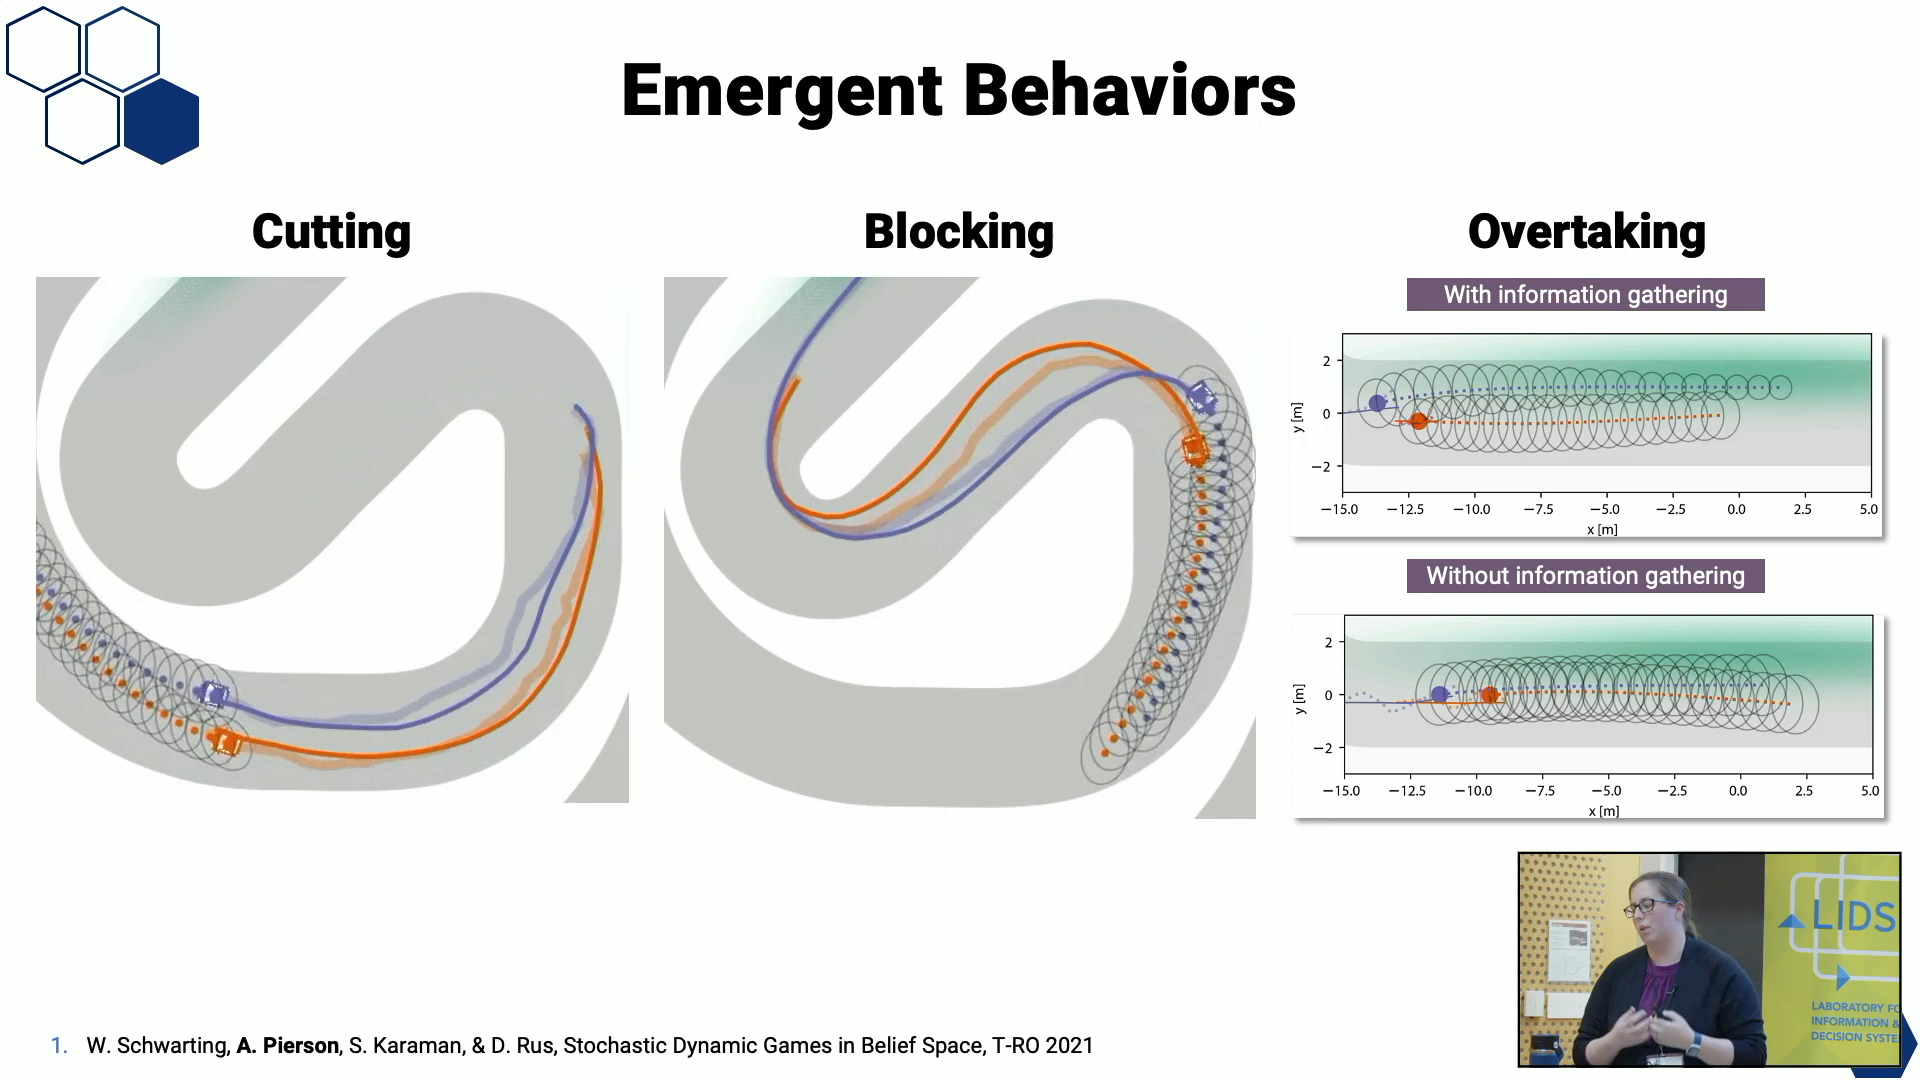 Emergent Behaviors
Cutting
Blocking
Overtaking
With information gathering
2
0
−2
y [m]
−15.0 −12.5 −10.0 −7.5 −5.0 −2.5 0.0 2.5 5.0
x [m]
Without information gathering
2
0
−2
y [m]
−15.0 −12.5 −10.0 −7.5 −5.0 −2.5 0.0 2.5 5.0
x [m]
LIDS
LABORATORY FO
INFORMATION &
DECISION SYSTE
1. W. Schwarting, A. Pierson, S. Karaman, & D. Rus, Stochastic Dynamic Games in Belief Space, T-RO 2021